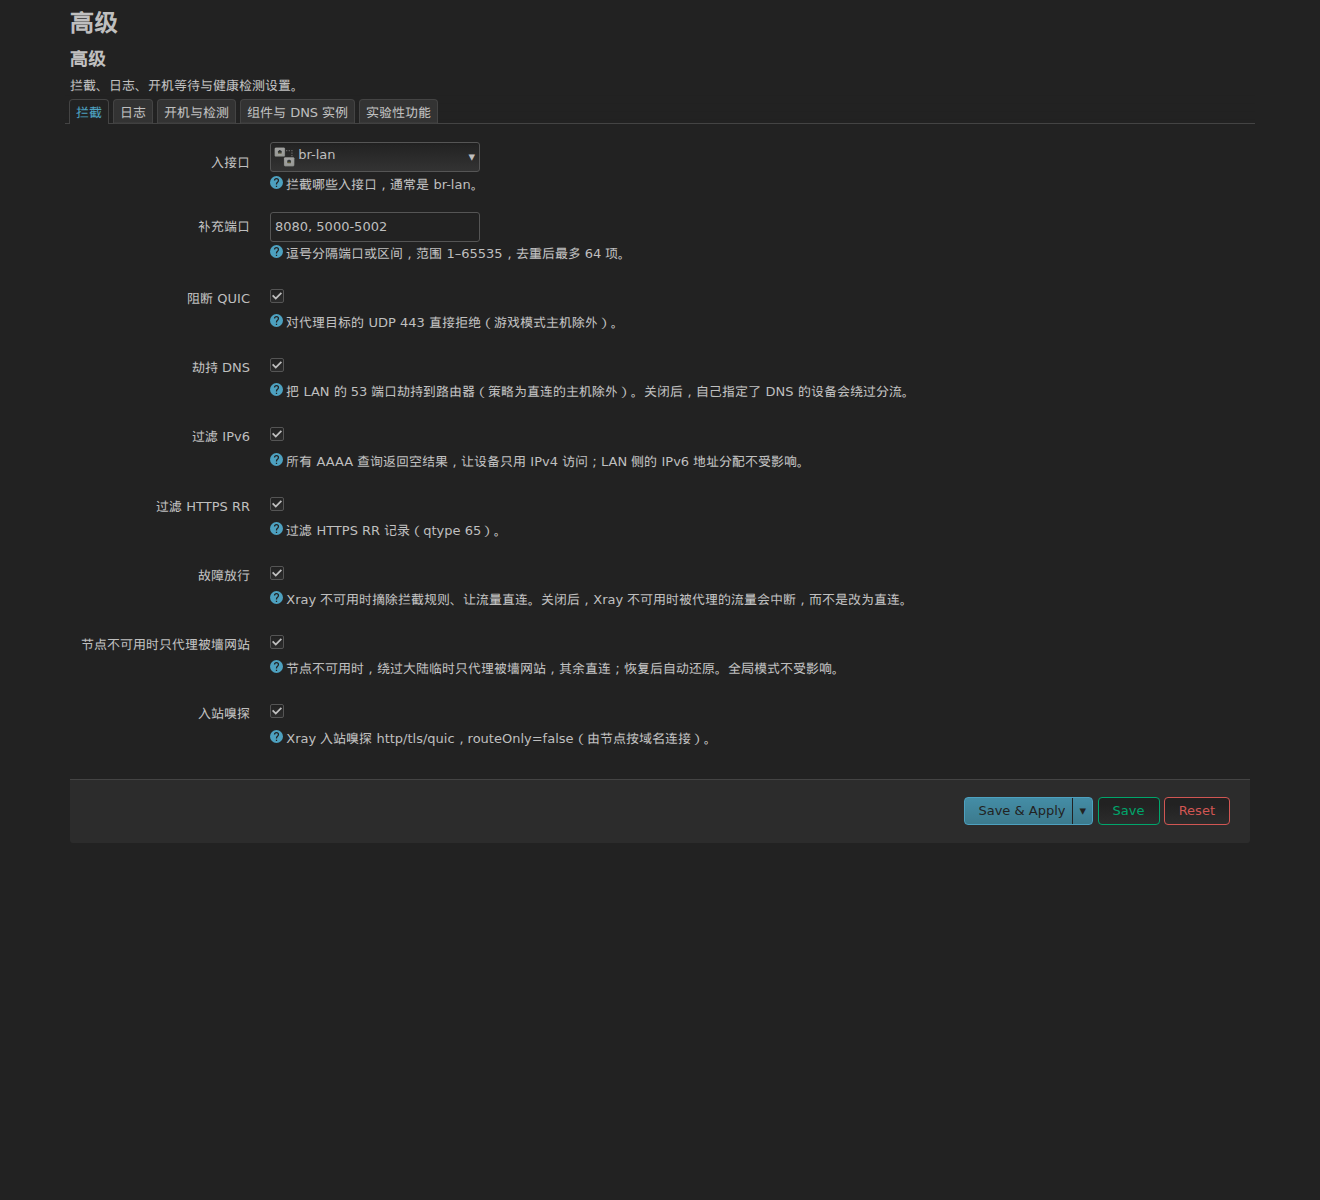 高级
高级
拦截、日志、开机等待与健康检测设置。
拦截 日志 开机与检测 组件与 DNS 实例 实验性功能
入接口 br-lan ▾
拦截哪些入接口，通常是 br-lan。
补充端口 8080, 5000-5002
逗号分隔端口或区间，范围 1–65535，去重后最多 64 项。
阻断 QUIC
对代理目标的 UDP 443 直接拒绝（游戏模式主机除外）。
劫持 DNS
把 LAN 的 53 端口劫持到路由器（策略为直连的主机除外）。关闭后，自己指定了 DNS 的设备会绕过分流。
过滤 IPv6
所有 AAAA 查询返回空结果，让设备只用 IPv4 访问；LAN 侧的 IPv6 地址分配不受影响。
过滤 HTTPS RR
过滤 HTTPS RR 记录（qtype 65）。
故障放行
Xray 不可用时摘除拦截规则、让流量直连。关闭后，Xray 不可用时被代理的流量会中断，而不是改为直连。
节点不可用时只代理被墙网站
节点不可用时，绕过大陆临时只代理被墙网站，其余直连；恢复后自动还原。全局模式不受影响。
入站嗅探
Xray 入站嗅探 http/tls/quic，routeOnly=false（由节点按域名连接）。
Save & Apply ▾ Save Reset